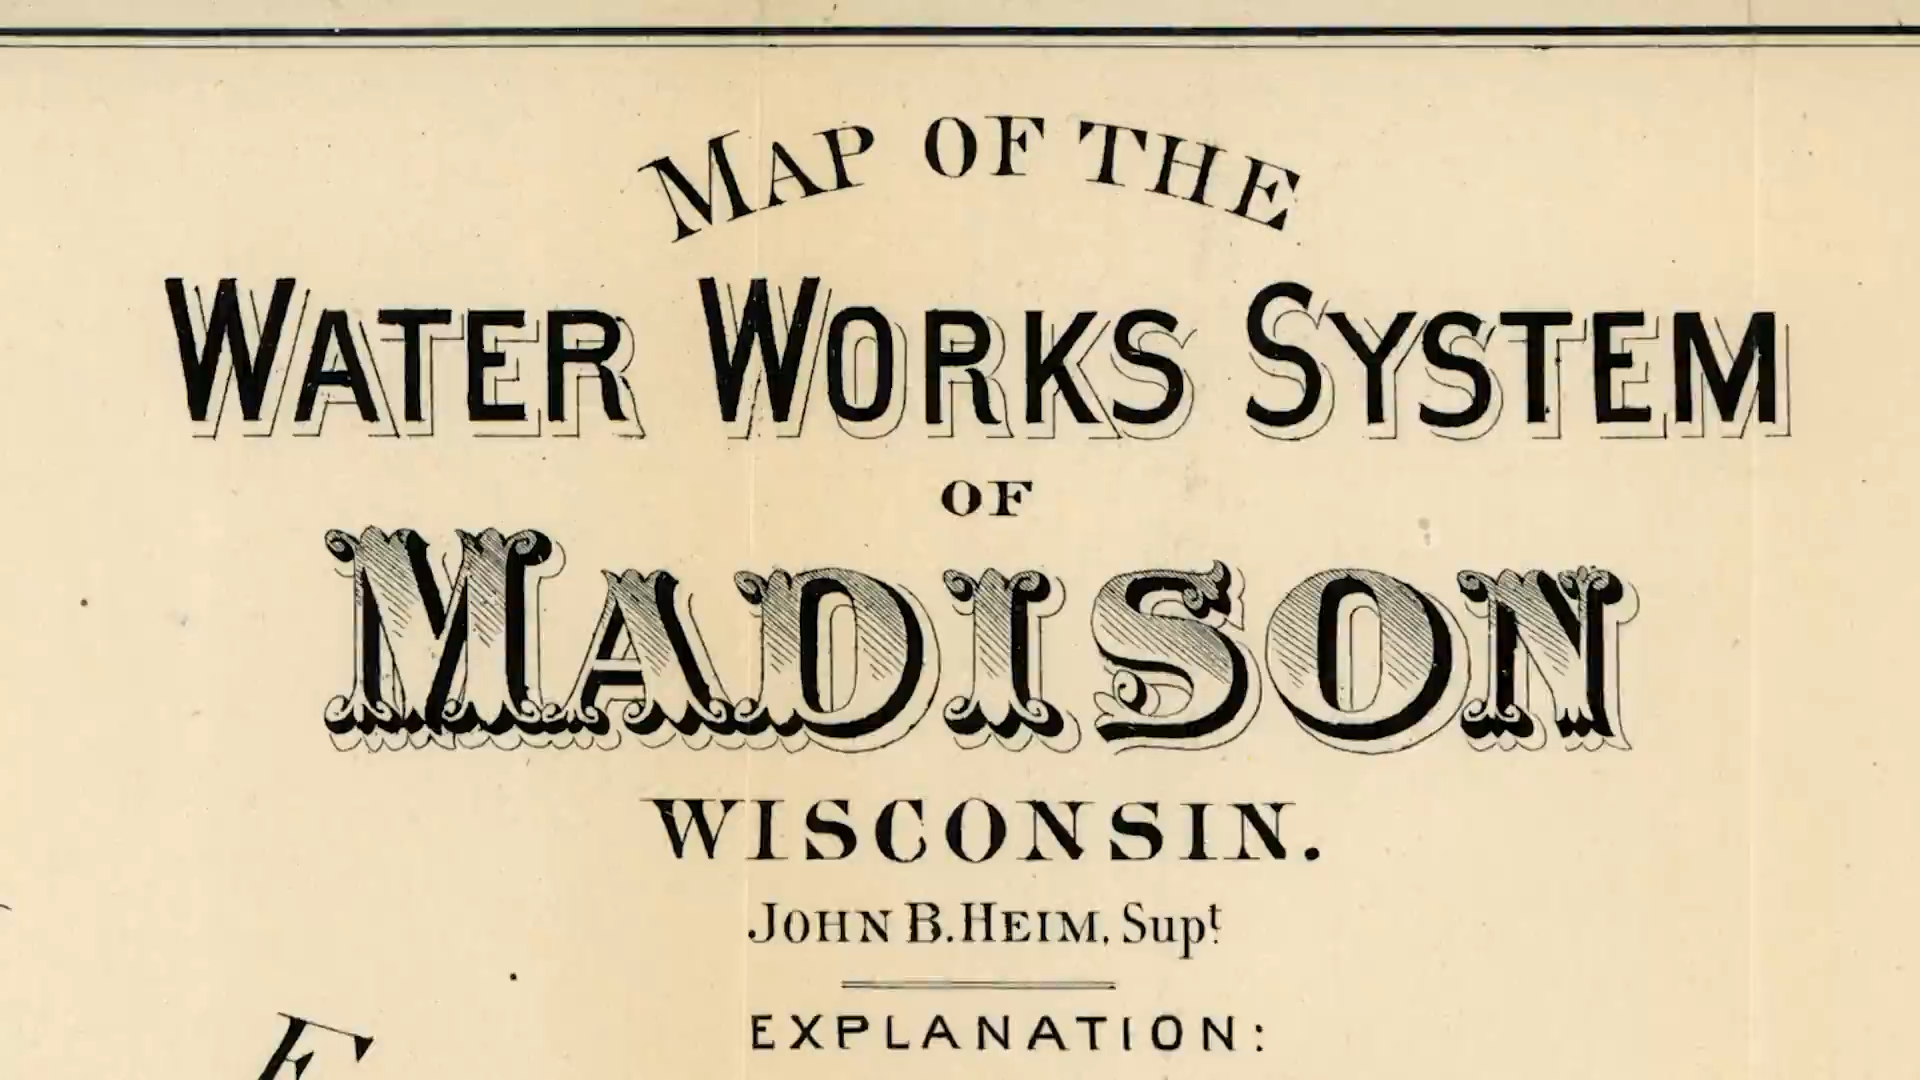 MAP OF THE
WATER WORKS SYSTEM
OF
MADISON
WISCONSIN.
JOHN B. HEIM, Supt
EXPLANATION:
F